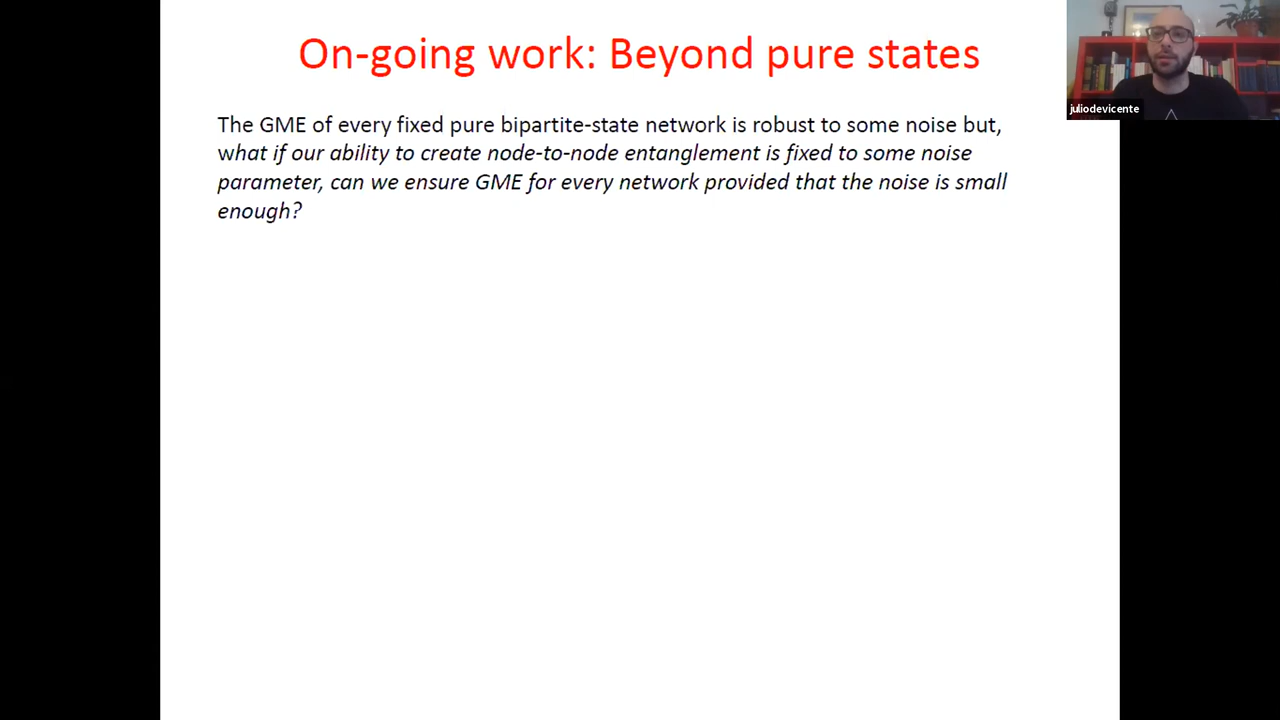 On-going work: Beyond pure states
juliodevicente
The GME of every fixed pure bipartite-state network is robust to some noise but,
what if our ability to create node-to-node entanglement is fixed to some noise
parameter, can we ensure GME for every network provided that the noise is small
enough?